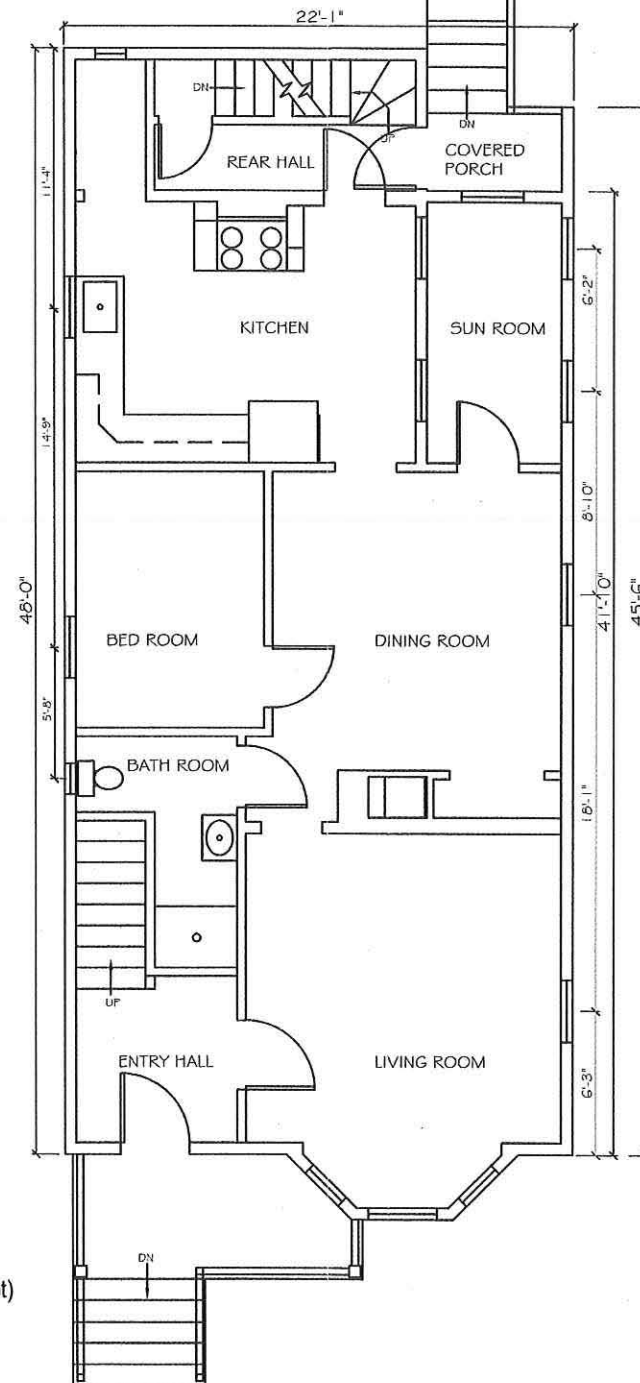 22'-1"
DN
UP
DN
REAR HALL
COVERED
PORCH
11'-4"
6'-2"
KITCHEN
SUN ROOM
14'-9"
8'-10"
48'-0"
41'-10"
45'-6"
BED ROOM
DINING ROOM
5'-8"
BATH ROOM
18'-1"
UP
ENTRY HALL
LIVING ROOM
6'-3"
DN
t)